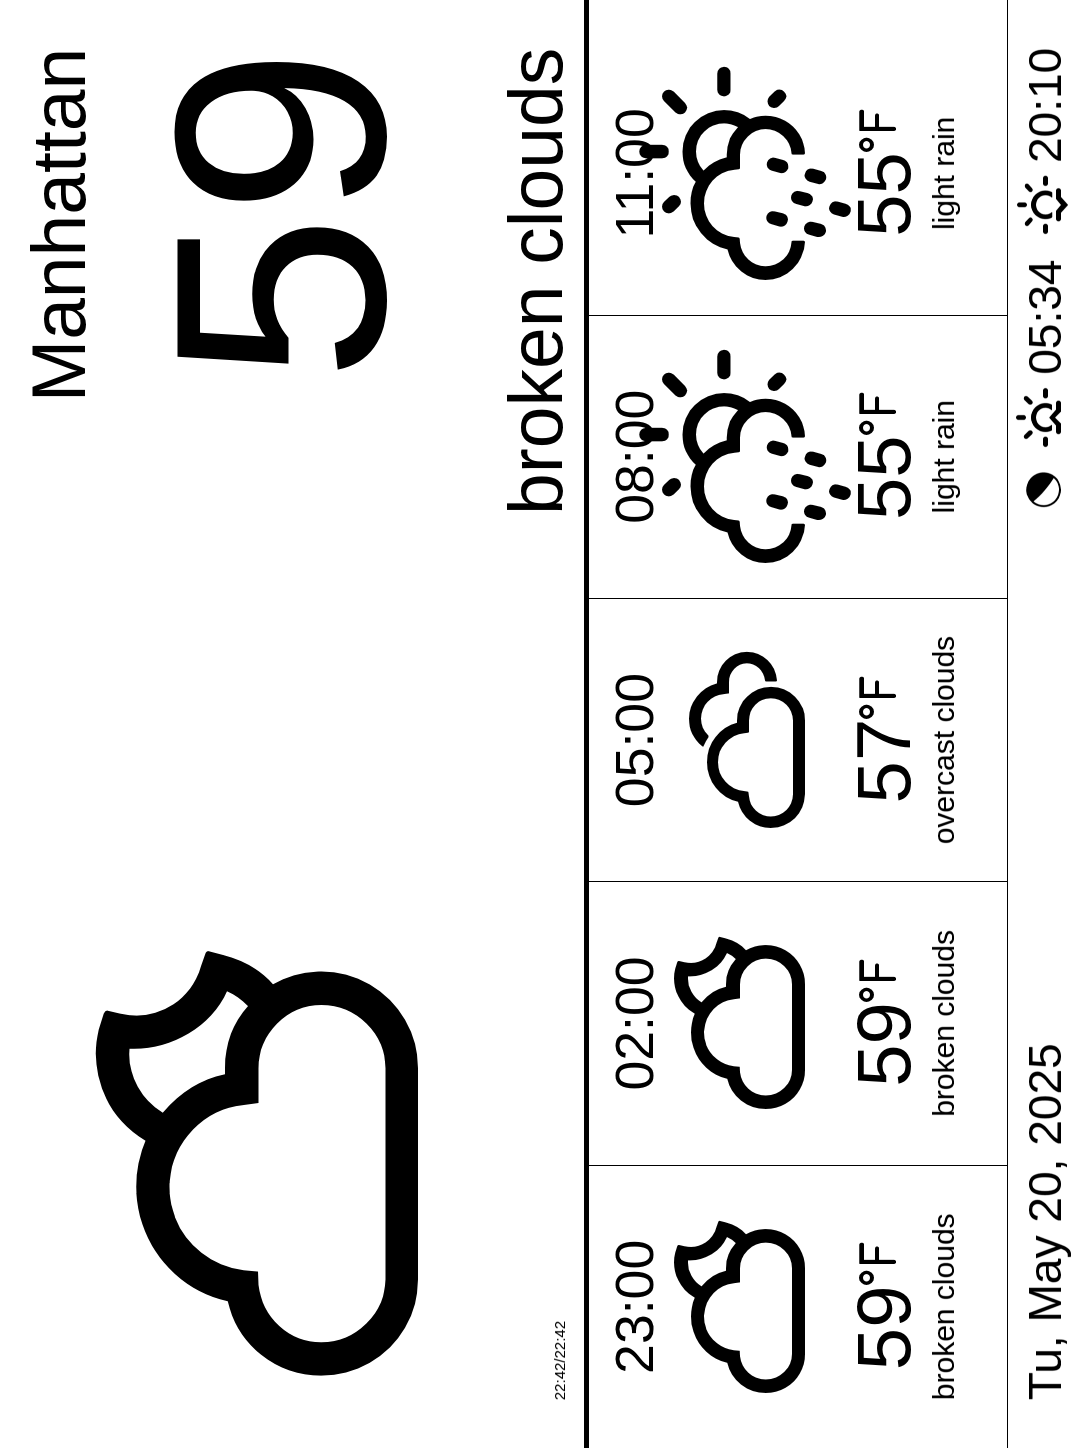 Manhattan
59
broken clouds
22:42/22:42
23:00
59°F
broken clouds
02:00
59°F
broken clouds
05:00
57°F
overcast clouds
08:00
55°F
light rain
11:00
55°F
light rain
Tu, May 20, 2025
05:34
20:10